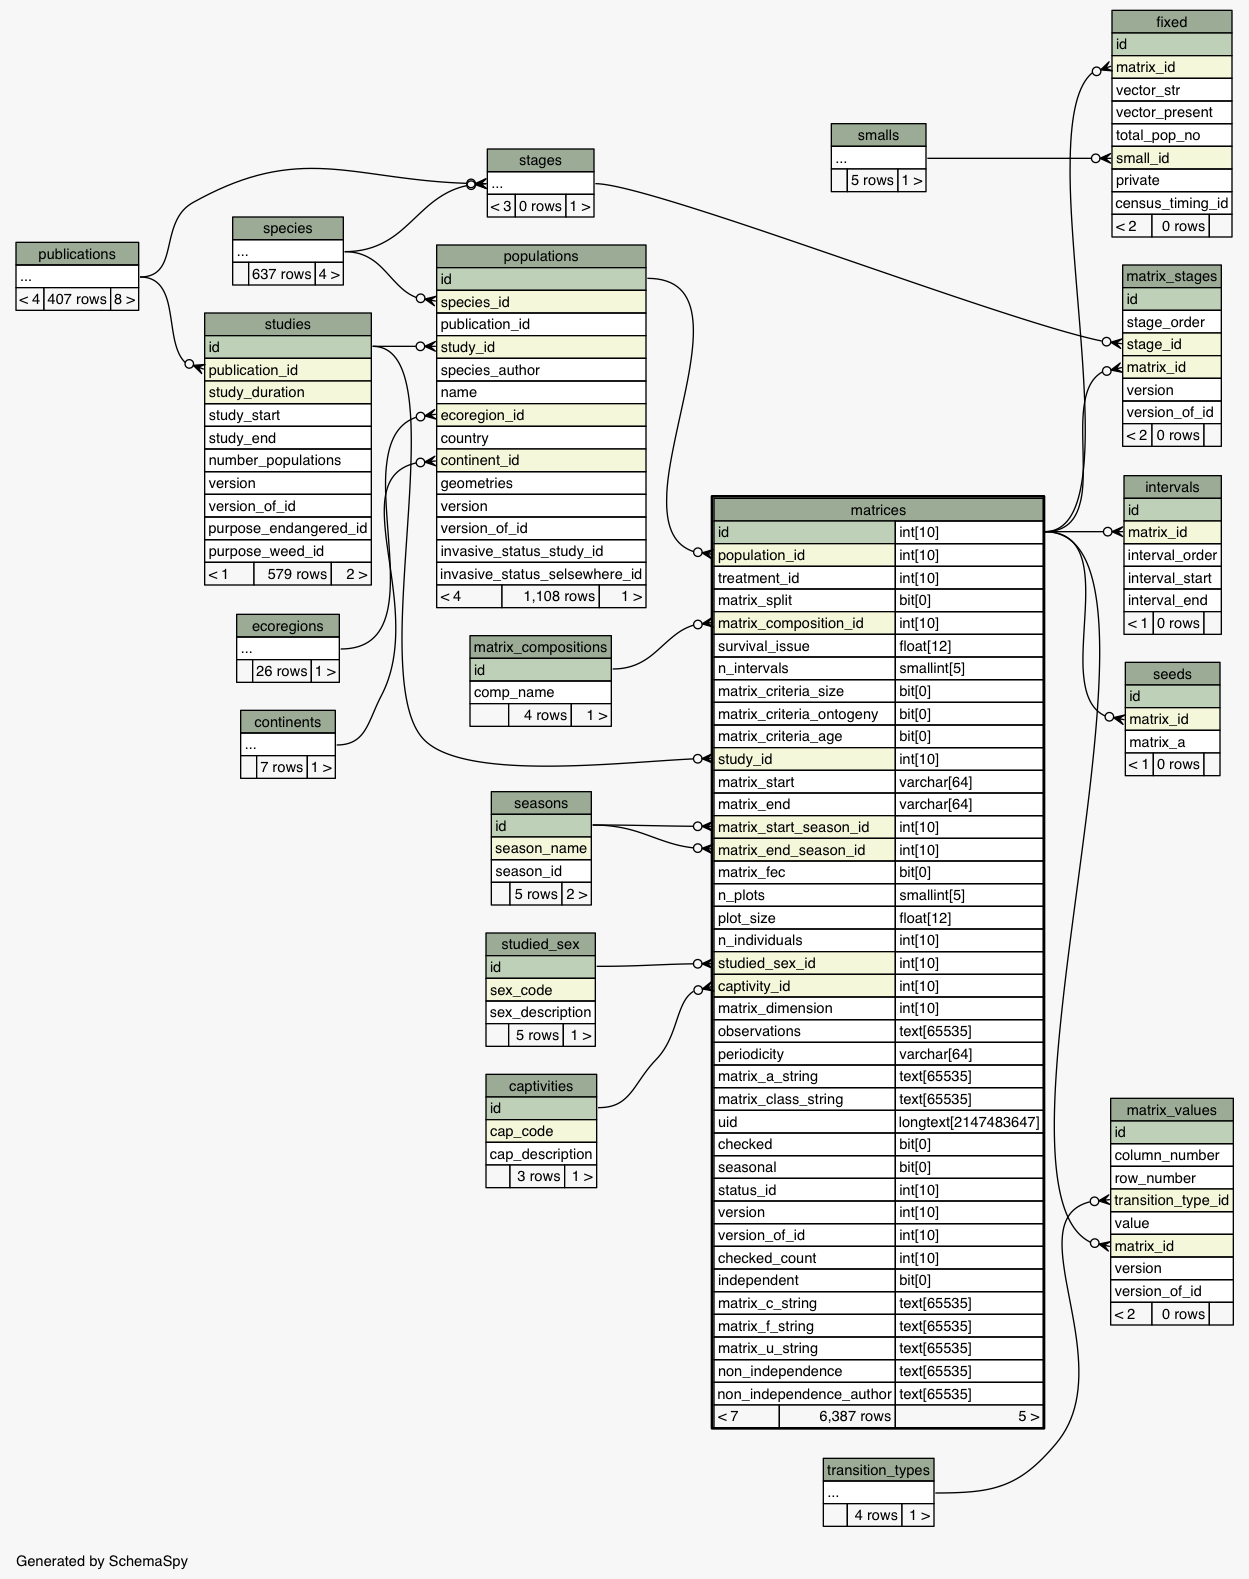 fixed
id
matrix_id
vector_str
vector_present
total_pop_no
small_id
private
census_timing_id
< 2 0 rows
smalls
...
5 rows 1 >
stages
...
< 3 0 rows 1 >
species
...
637 rows 4 >
publications
...
< 4 407 rows 8 >
populations
id
species_id
publication_id
study_id
species_author
name
ecoregion_id
country
continent_id
geometries
version
version_of_id
invasive_status_study_id
invasive_status_selsewhere_id
< 4 1,108 rows 1 >
matrix_stages
id
stage_order
stage_id
matrix_id
version
version_of_id
< 2 0 rows
studies
id
publication_id
study_duration
study_start
study_end
number_populations
version
version_of_id
purpose_endangered_id
purpose_weed_id
< 1 579 rows 2 >
intervals
id
matrix_id
interval_order
interval_start
interval_end
< 1 0 rows
matrices
id int[10]
population_id int[10]
treatment_id int[10]
matrix_split bit[0]
matrix_composition_id int[10]
survival_issue float[12]
n_intervals smallint[5]
matrix_criteria_size bit[0]
matrix_criteria_ontogeny bit[0]
matrix_criteria_age bit[0]
study_id int[10]
matrix_start varchar[64]
matrix_end varchar[64]
matrix_start_season_id int[10]
matrix_end_season_id int[10]
matrix_fec bit[0]
n_plots smallint[5]
plot_size float[12]
n_individuals int[10]
studied_sex_id int[10]
captivity_id int[10]
matrix_dimension int[10]
observations text[65535]
periodicity varchar[64]
matrix_a_string text[65535]
matrix_class_string text[65535]
uid longtext[2147483647]
checked bit[0]
seasonal bit[0]
status_id int[10]
version int[10]
version_of_id int[10]
checked_count int[10]
independent bit[0]
matrix_c_string text[65535]
matrix_f_string text[65535]
matrix_u_string text[65535]
non_independence text[65535]
non_independence_author text[65535]
< 7 6,387 rows 5 >
ecoregions
...
26 rows 1 >
matrix_compositions
id
comp_name
4 rows 1 >
seeds
id
matrix_id
matrix_a
< 1 0 rows
continents
...
7 rows 1 >
seasons
id
season_name
season_id
5 rows 2 >
studied_sex
id
sex_code
sex_description
5 rows 1 >
captivities
id
cap_code
cap_description
3 rows 1 >
matrix_values
id
column_number
row_number
transition_type_id
value
matrix_id
version
version_of_id
< 2 0 rows
transition_types
...
4 rows 1 >
Generated by SchemaSpy